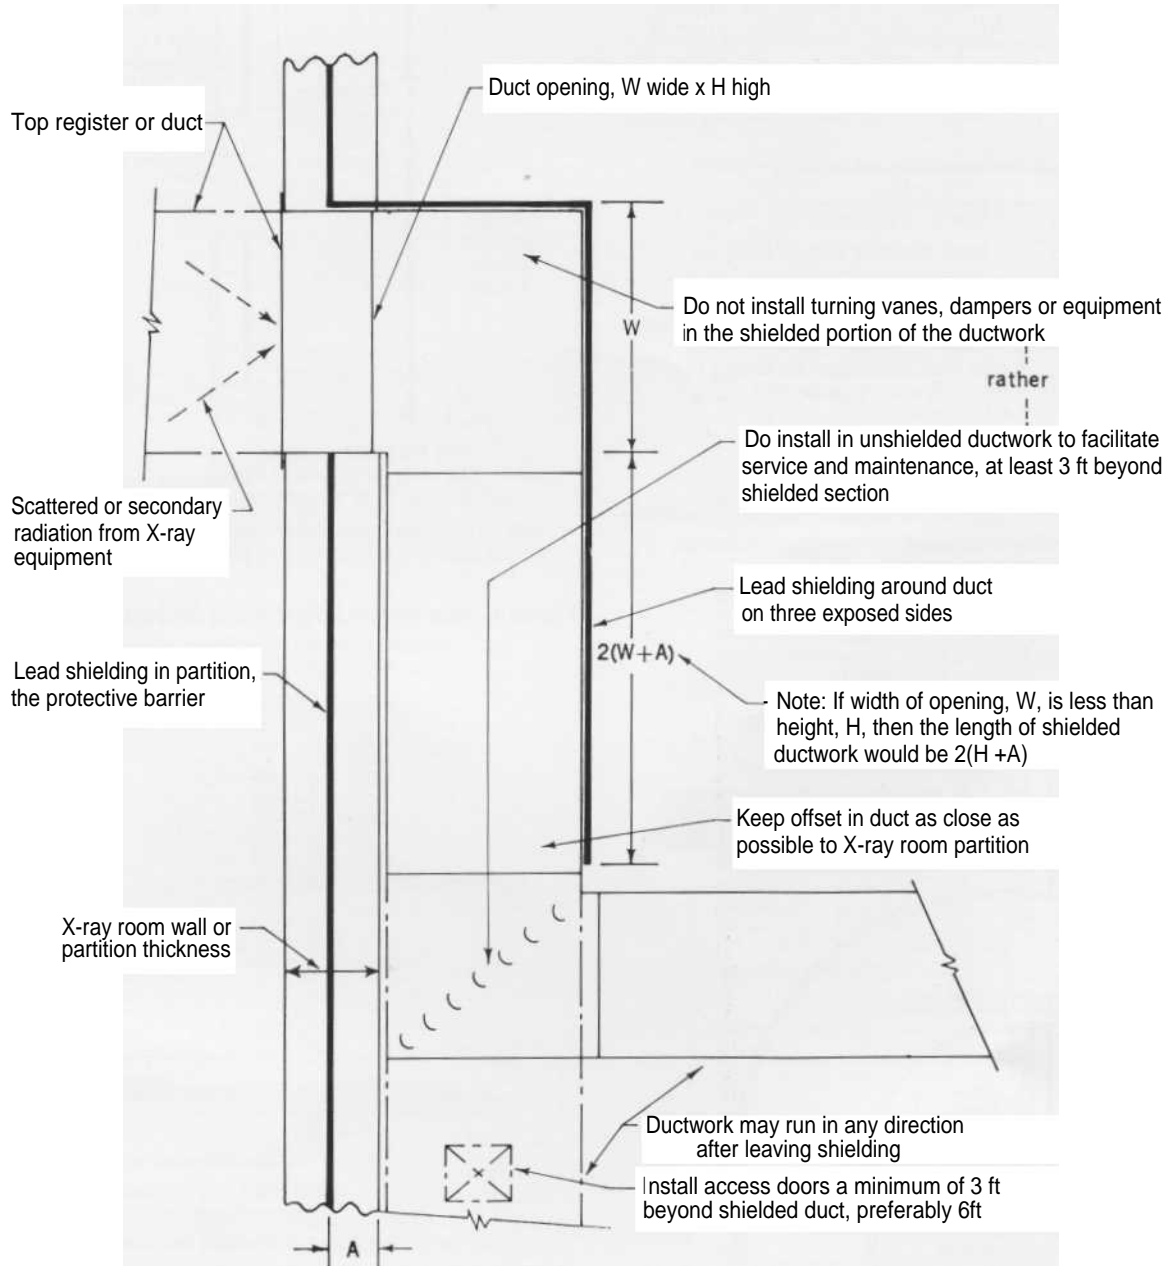 Duct opening, W wide x H high
Top register or duct
Do not install turning vanes, dampers or equipment
in the shielded portion of the ductwork
W
rather
Do install in unshielded ductwork to facilitate
service and maintenance, at least 3 ft beyond
shielded section
Scattered or secondary
radiation from X-ray
equipment
Lead shielding around duct
on three exposed sides
2(W+A)
Lead shielding in partition,
the protective barrier
Note: If width of opening, W, is less than
height, H, then the length of shielded
ductwork would be 2(H +A)
Keep offset in duct as close as
possible to X-ray room partition
X-ray room wall or
partition thickness
Ductwork may run in any direction
after leaving shielding
Install access doors a minimum of 3 ft
beyond shielded duct, preferably 6ft
A